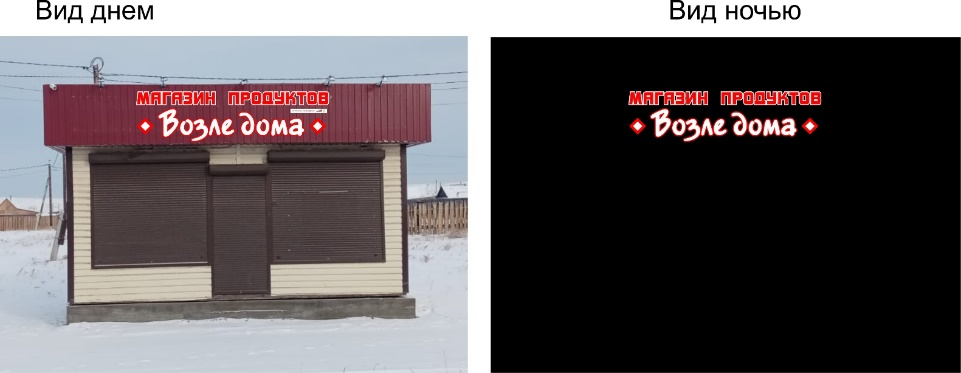 Вид днем
Вид ночью
МАГАЗИН ПРОДУКТОВ
Возле дома
МАГАЗИН ПРОДУКТОВ
Возле дома